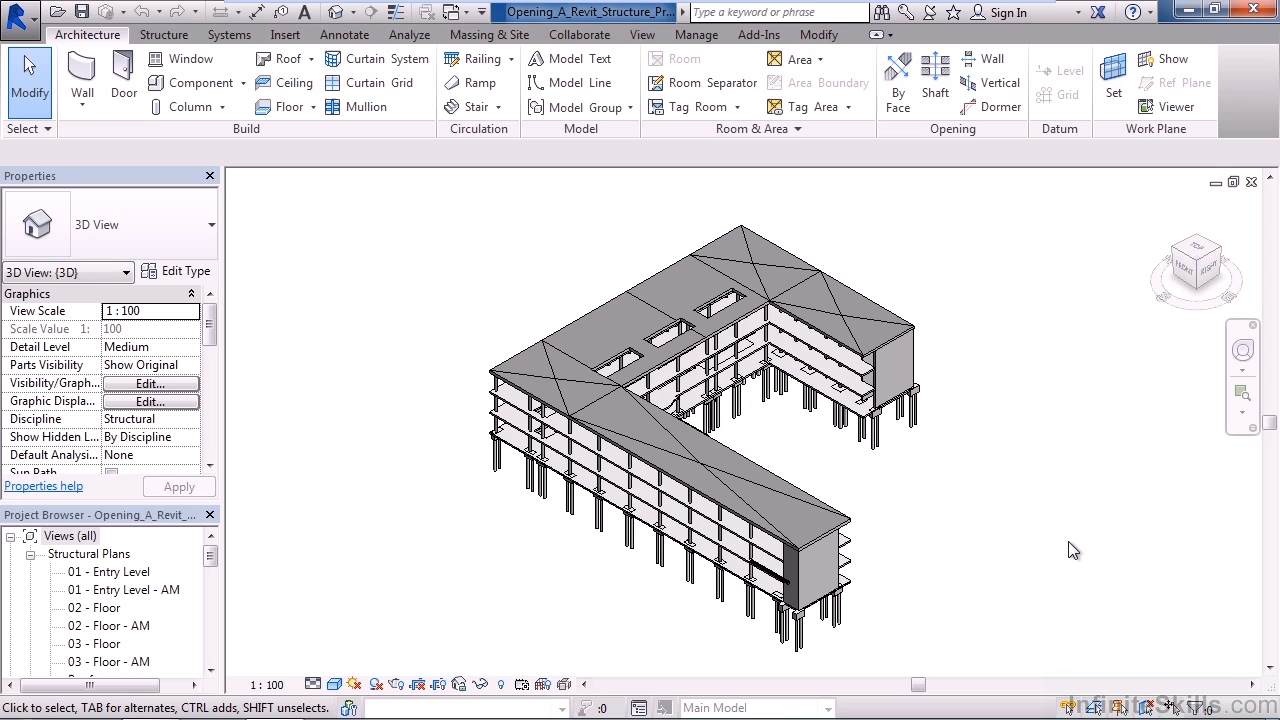 Opening_A_Revit_Structure_Pr...
Type a keyword or phrase
Sign In
Architecture Structure Systems Insert Annotate Analyze Massing & Site Collaborate View Manage Add-Ins Modify
Modify
Select
Wall
Door
Window
Component
Column
Roof
Ceiling
Floor
Curtain System
Curtain Grid
Mullion
Build
Railing
Ramp
Stair
Circulation
Model Text
Model Line
Model Group
Model
Room
Room Separator
Tag Room
Area
Area Boundary
Tag Area
Room & Area
By Face
Shaft
Wall
Vertical
Dormer
Opening
Level
Grid
Datum
Set
Show
Ref Plane
Viewer
Work Plane
Properties
3D View
3D View: {3D}
Edit Type
Graphics
View Scale 1 : 100
Scale Value 1: 100
Detail Level Medium
Parts Visibility Show Original
Visibility/Graph... Edit...
Graphic Displa... Edit...
Discipline Structural
Show Hidden L... By Discipline
Default Analysi... None
Sun Path
Properties help
Apply
Project Browser - Opening_A_Revit_...
Views (all)
Structural Plans
01 - Entry Level
01 - Entry Level - AM
02 - Floor
02 - Floor - AM
03 - Floor
03 - Floor - AM
TOP
FRONT
RIGHT
1 : 100
Click to select, TAB for alternates, CTRL adds, SHIFT unselects.
:0
Main Model
InfiniteSkills.com
:0